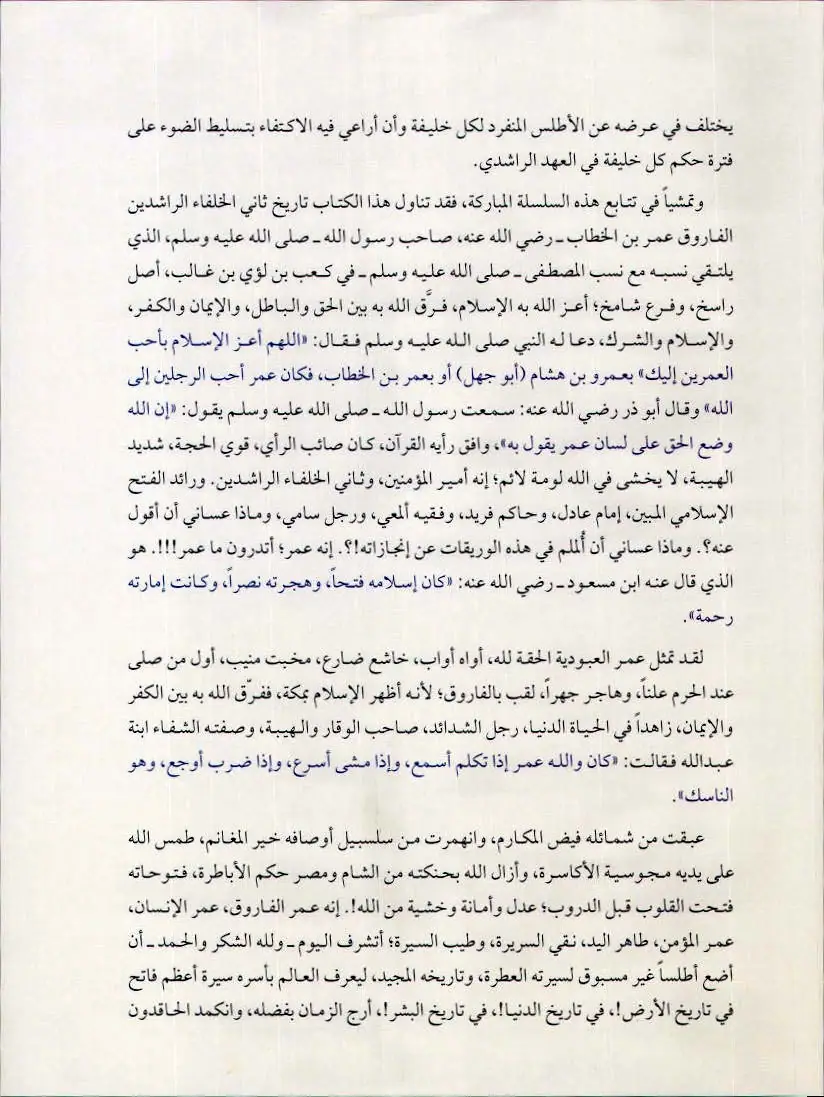 يختلف في عرضه عن الأطلس المنفرد لكل خليفة وأن أراعي فيه الاكتفاء بتسليط الضوء على
فترة حكم كل خليفة في العهد الراشدي.
وتمشياً في تتابع هذه السلسلة المباركة، فقد تناول هذا الكتاب تاريخ ثاني الخلفاء الراشدين
الفاروق عمر بن الخطاب ـ رضي الله عنه، صاحب رسول الله ـ صلى الله عليه وسلم، الذي
يلتقي نسبه مع نسب المصطفى ـ صلى الله عليه وسلم ـ في كعب بن لؤي بن غالب، أصل
راسخ، وفرع شامخ؛ أعز الله به الإسلام، فرَّق الله به بين الحق والباطل، والإيمان والكفر،
والإسلام والشرك، دعا له النبي صلى الله عليه وسلم فقال: «اللهم أعز الإسلام بأحب
العمرين إليك» بعمرو بن هشام (أبو جهل) أو بعمر بن الخطاب، فكان عمر أحب الرجلين إلى
الله» وقال أبو ذر رضي الله عنه: سمعت رسول الله ـ صلى الله عليه وسلم يقول: «إن الله
وضع الحق على لسان عمر يقول به»، وافق رأيه القرآن، كان صائب الرأي، قوي الحجة، شديد
الهيبة، لا يخشى في الله لومة لائم؛ إنه أمير المؤمنين، وثاني الخلفاء الراشدين. ورائد الفتح
الإسلامي المبين، إمام عادل، وحاكم فريد، وفقيه ألمعي، ورجل سامي، وماذا عساني أن أقول
عنه؟. وماذا عساني أن أُلملم في هذه الوريقات عن إنجازاته!؟. إنه عمر؛ أتدرون ما عمر!!!. هو
الذي قال عنه ابن مسعود ـ رضي الله عنه: «كان إسلامه فتحاً، وهجرته نصراً، وكانت إمارته
رحمة».
لقد تمثل عمر العبودية الحقة لله، أواه أواب، خاشع ضارع، مخبت منيب، أول من صلى
عند الحرم علناً، وهاجر جهراً، لقب بالفاروق؛ لأنه أظهر الإسلام بمكة، ففرّق الله به بين الكفر
والإيمان، زاهداً في الحياة الدنيا، رجل الشدائد، صاحب الوقار والهيبة، وصفته الشفاء ابنة
عبدالله فقالت: «كان والله عمر إذا تكلم أسمع، وإذا مشى أسرع، وإذا ضرب أوجع، وهو
الناسك».
عبقت من شمائله فيض المكارم، وانهمرت من سلسبيل أوصافه خير المغانم، طمس الله
على يديه مجوسية الأكاسرة، وأزال الله بحنكته من الشام ومصر حكم الأباطرة، فتوحاته
فتحت القلوب قبل الدروب؛ عدل وأمانة وخشية من الله!. إنه عمر الفاروق، عمر الإنسان،
عمر المؤمن، طاهر اليد، نقي السريرة، وطيب السيرة؛ أتشرف اليوم ـ ولله الشكر والحمد ـ أن
أضع أطلساً غير مسبوق لسيرته العطرة، وتاريخه المجيد، ليعرف العالم بأسره سيرة أعظم فاتح
في تاريخ الأرض!، في تاريخ الدنيا!، في تاريخ البشر!، أرج الزمان بفضله، وانكمد الحاقدون